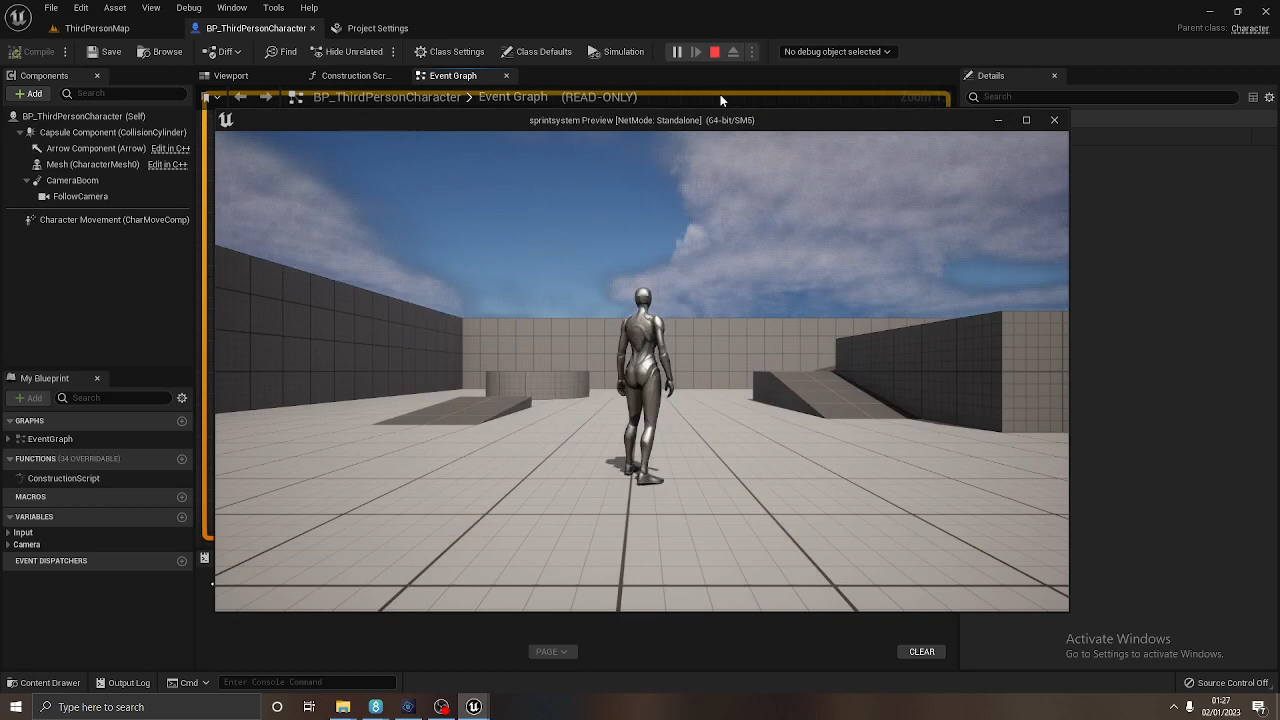 File Edit Asset View Debug Window Tools Help
ThirdPersonMap BP_ThirdPersonCharacter Project Settings Parent class: Character
Compile Save Browse Diff Find Hide Unrelated Class Settings Class Defaults Simulation No debug object selected
Components Viewport Construction Scr... Event Graph Details
Add Search BP_ThirdPersonCharacter Event Graph (READ-ONLY) Search
BP_ThirdPersonCharacter (Self) sprintsystem Preview [NetMode: Standalone] (64-bit/SM5)
Capsule Component (CollisionCylinder)
Arrow Component (Arrow) Edit in C++
Mesh (CharacterMesh0) Edit in C++
CameraBoom
FollowCamera
Character Movement (CharMoveComp)
My Blueprint
Add Search
GRAPHS
EventGraph
FUNCTIONS (34 OVERRIDABLE)
ConstructionScript
MACROS
VARIABLES
Input
Camera
EVENT DISPATCHERS
PAGE CLEAR
Activate Windows
Go to Settings to activate Windows.
Content Drawer Output Log Cmd Enter Console Command Source Control Off
Type here to search 01:27
02/01/2023